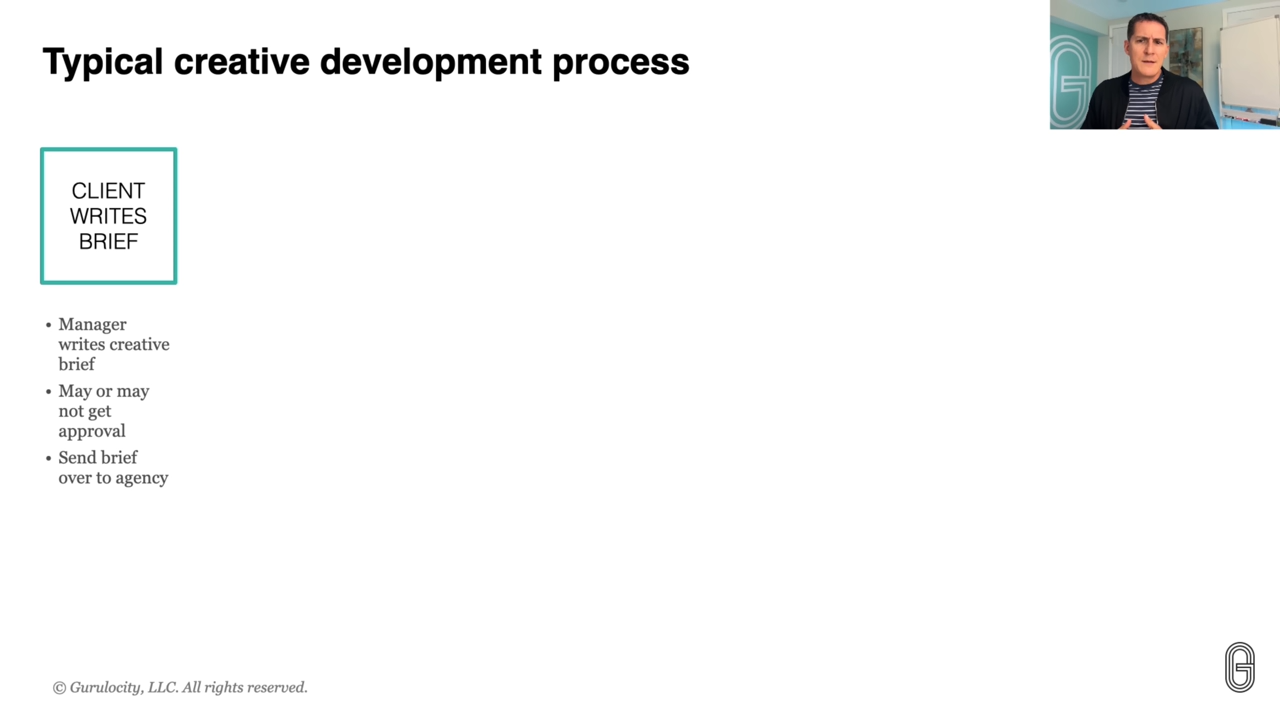 Typical creative development process
CLIENT
WRITES
BRIEF
• Manager
writes creative
brief
• May or may
not get
approval
• Send brief
over to agency
© Gurulocity, LLC. All rights reserved.